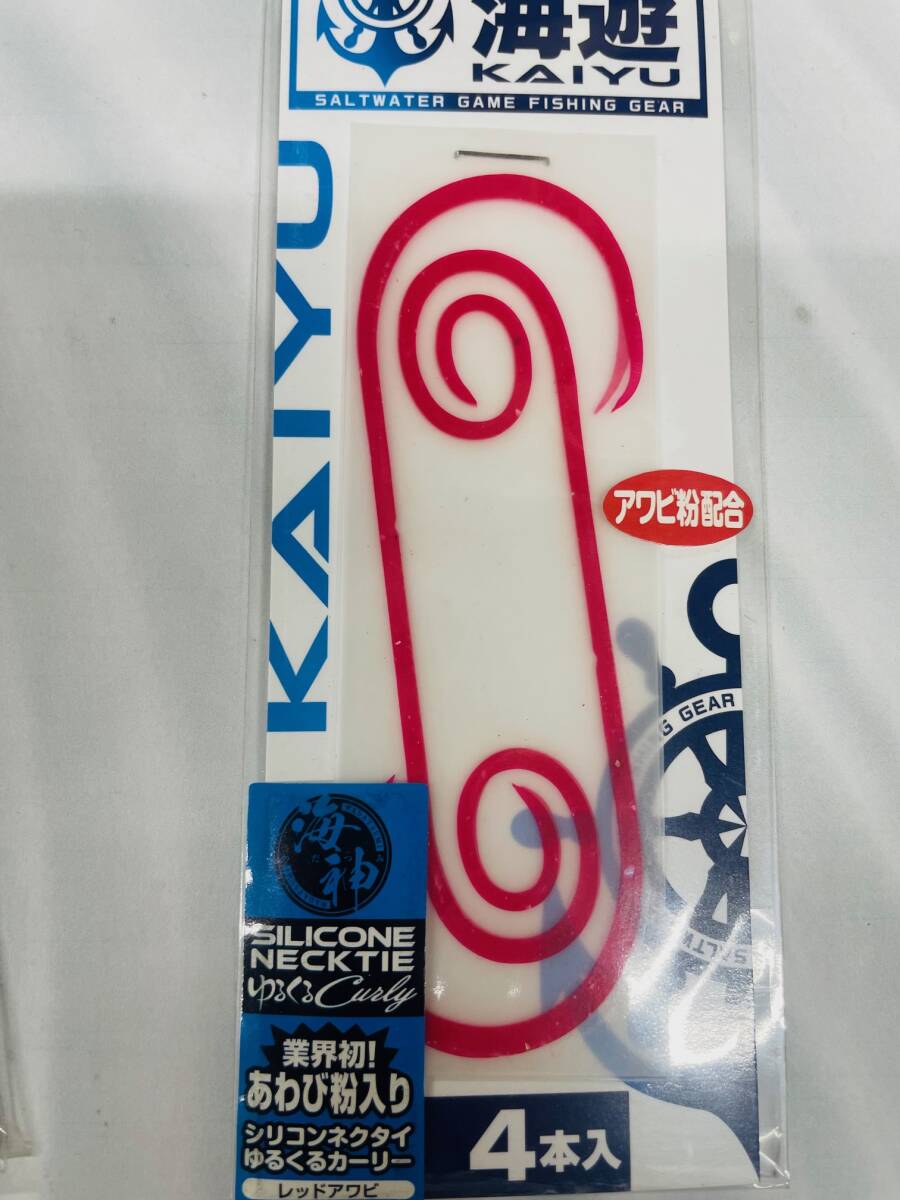 海遊
KAIYU
SALTWATER GAME FISHING GEAR
KAIYU
アワビ粉配合
G GEAR
SALTW
海神
SILICONE
NECKTIE
ゆるくるCurly
業界初!
あわび粉入り
シリコンネクタイ
ゆるくるカーリー
レッドアワビ
4本入